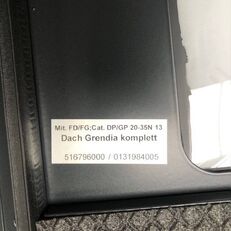 Mit. FD/FG;Cat. DP/GP 20-35N 13
Dach Grendia komplett
516796000 / 0131984005